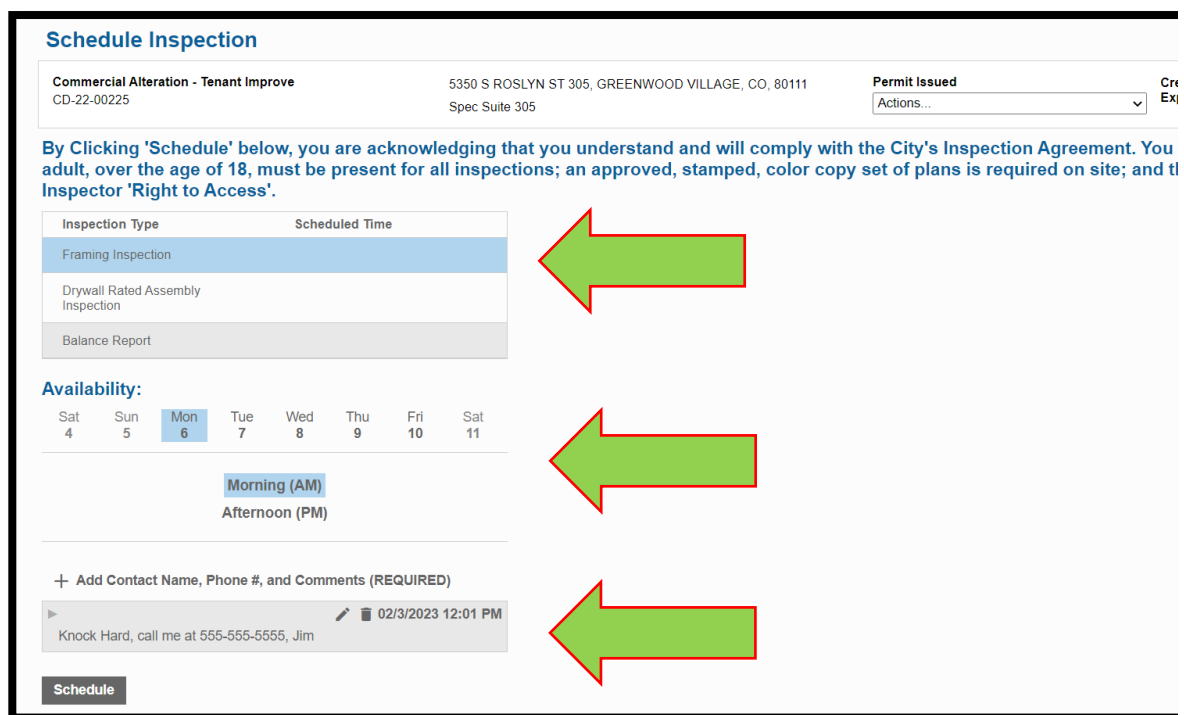 Schedule Inspection
Commercial Alteration - Tenant Improve
CD-22-00225
5350 S ROSLYN ST 305, GREENWOOD VILLAGE, CO, 80111
Spec Suite 305
Permit Issued
Actions...
By Clicking 'Schedule' below, you are acknowledging that you understand and will comply with the City's Inspection Agreement. You
adult, over the age of 18, must be present for all inspections; an approved, stamped, color copy set of plans is required on site; and
Inspector 'Right to Access'.
Inspection Type Scheduled Time
Framing Inspection
Drywall Rated Assembly
Inspection
Balance Report
Availability:
Sat Sun Mon Tue Wed Thu Fri Sat
4 5 6 7 8 9 10 11
Morning (AM)
Afternoon (PM)
+ Add Contact Name, Phone #, and Comments (REQUIRED)
02/3/2023 12:01 PM
Knock Hard, call me at 555-555-5555, Jim
Schedule